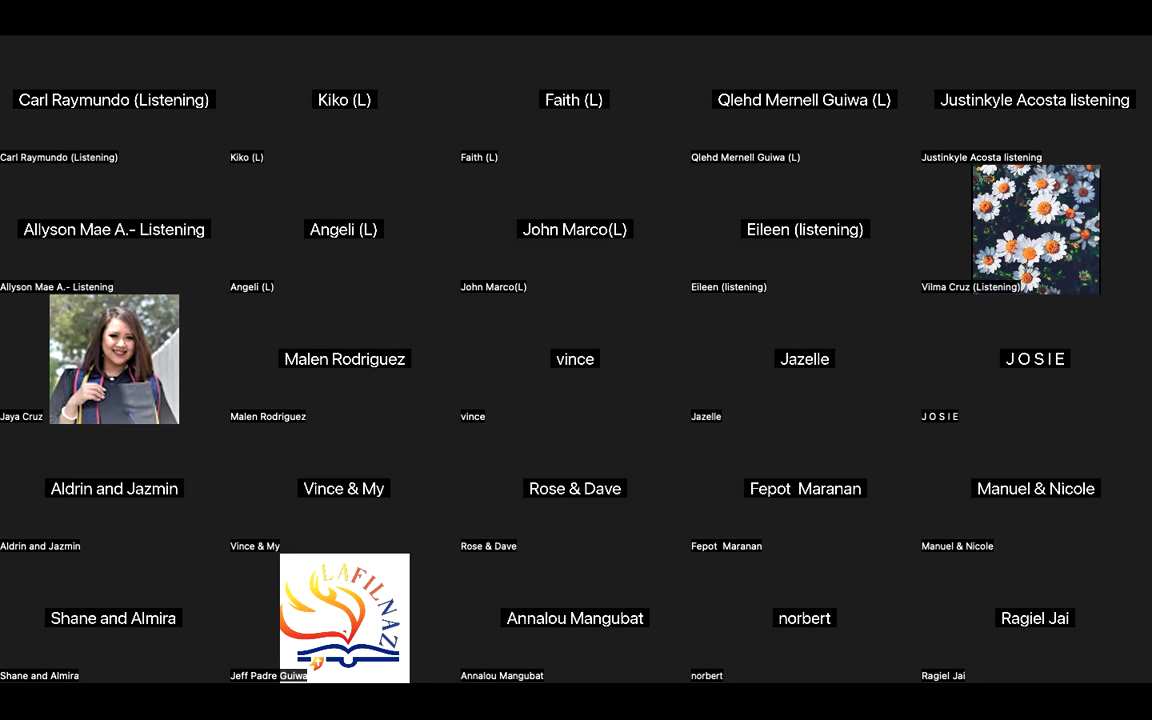 Carl Raymundo (Listening)
Kiko (L)
Faith (L)
Qlehd Mernell Guiwa (L)
Justinkyle Acosta listening
Carl Raymundo (Listening)
Kiko (L)
Faith (L)
Qlehd Mernell Guiwa (L)
Justinkyle Acosta listening
Allyson Mae A.- Listening
Angeli (L)
John Marco(L)
Eileen (listening)
Allyson Mae A.- Listening
Angeli (L)
John Marco(L)
Eileen (listening)
Vilma Cruz (Listening)
Malen Rodriguez
vince
Jazelle
J O S I E
Jaya Cruz
Malen Rodriguez
vince
Jazelle
J O S I E
Aldrin and Jazmin
Vince & My
Rose & Dave
Fepot Maranan
Manuel & Nicole
Aldrin and Jazmin
Vince & My
Rose & Dave
Fepot Maranan
Manuel & Nicole
LAFILNAZ
Shane and Almira
Annalou Mangubat
norbert
Ragiel Jai
Shane and Almira
Jeff Padre Guiwa
Annalou Mangubat
norbert
Ragiel Jai